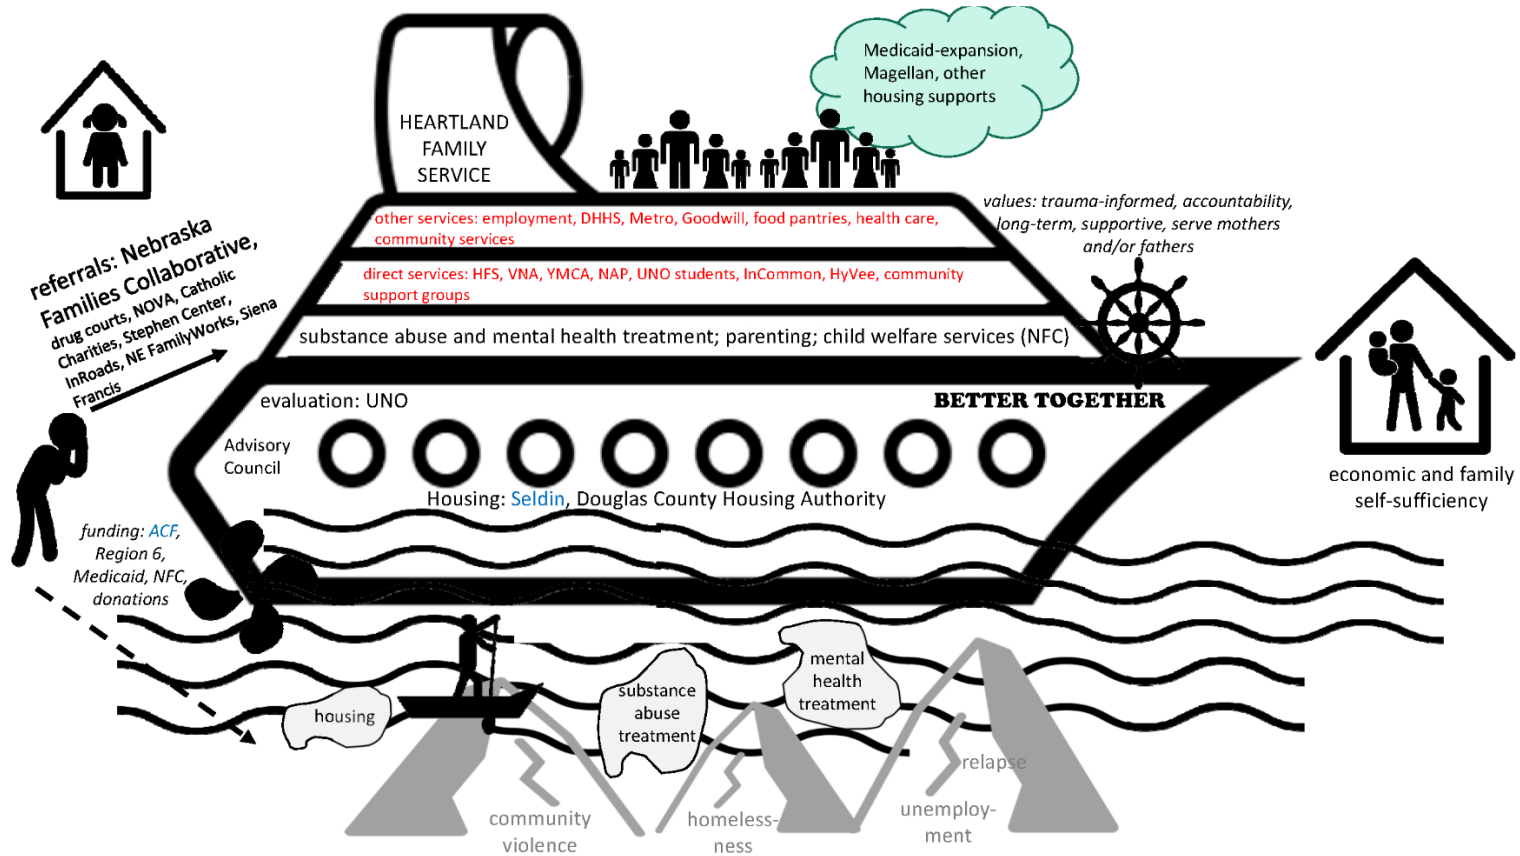 Medicaid-expansion,
Magellan, other
housing supports
HEARTLAND
FAMILY
SERVICE
values: trauma-informed, accountability,
long-term, supportive, serve mothers
and/or fathers
other services: employment, DHHS, Metro, Goodwill, food pantries, health care,
community services
direct services: HFS, VNA, YMCA, NAP, UNO students, InCommon, HyVee, community
support groups
substance abuse and mental health treatment; parenting; child welfare services (NFC)
referrals: Nebraska
Families Collaborative,
drug courts, NOVA, Catholic
Charities, Stephen Center,
InRoads, NE FamilyWorks, Siena
Francis
evaluation: UNO
BETTER TOGETHER
Advisory
Council
Housing: Seldin, Douglas County Housing Authority
economic and family
self-sufficiency
funding: ACF,
Region 6,
Medicaid, NFC,
donations
housing
substance
abuse
treatment
mental
health
treatment
community
violence
homeless-
ness
relapse
unemploy-
ment